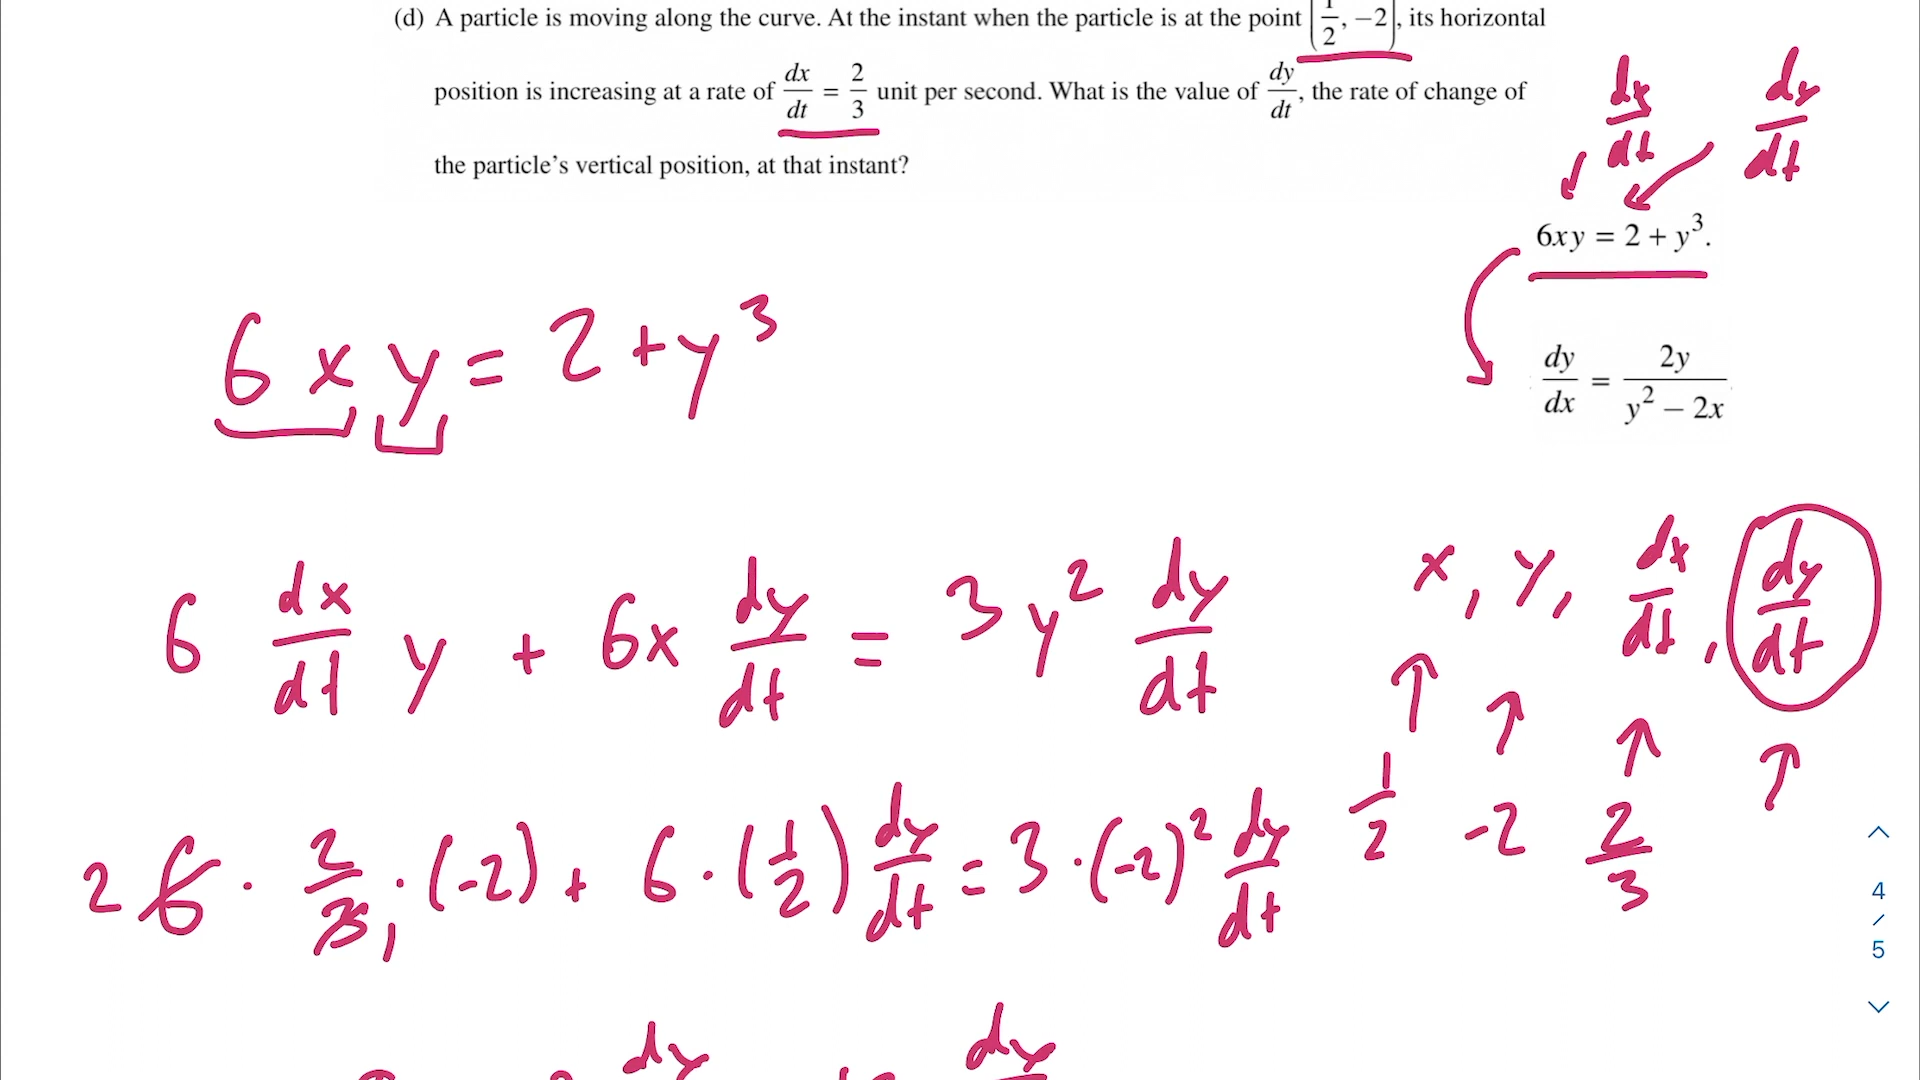 (d) A particle is moving along the curve. At the instant when the particle is at the point (1/2, −2), its horizontal
position is increasing at a rate of dx/dt = 2/3 unit per second. What is the value of dy/dt, the rate of change of
the particle’s vertical position, at that instant?
dx/dt dy/dt
6xy = 2 + y³.
6xy = 2 + y³
dy/dx = 2y/(y² − 2x)
6 dx/dt y + 6x dy/dt = 3y² dy/dt
x, y, dx/dt, dy/dt
1/2 -2 2/3
2 6 · 2/3 · (-2) + 6 · (1/2) dy/dt = 3 · (-2)² dy/dt
4
/
5
dy dy